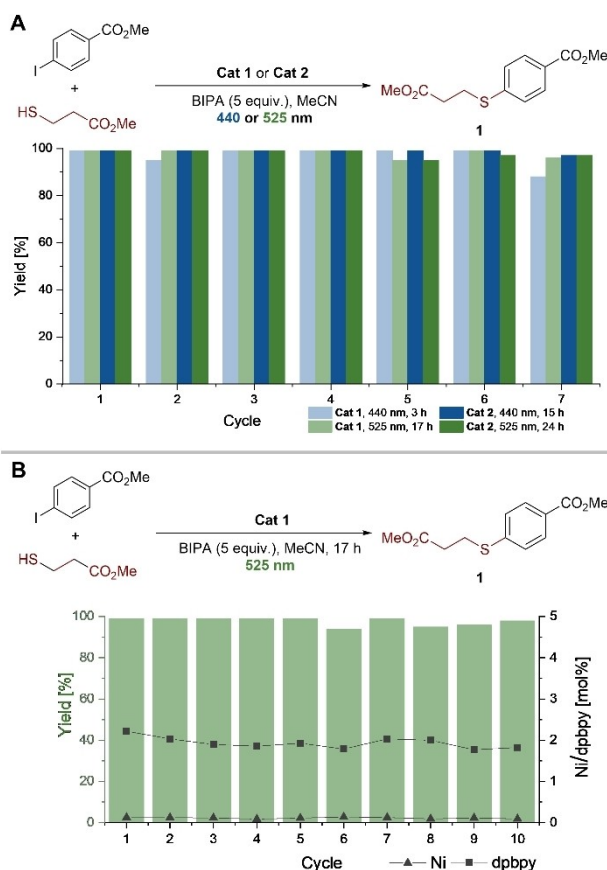 A
CO₂Me
I
+
HS
CO₂Me
Cat 1 or Cat 2
BIPA (5 equiv.), MeCN
440 or 525 nm
CO₂Me
MeO₂C
S
1
Yield [%]
100
80
60
40
20
0
1 2 3 4 5 6 7
Cycle
Cat 1, 440 nm, 3 h
Cat 2, 440 nm, 15 h
Cat 1, 525 nm, 17 h
Cat 2, 525 nm, 24 h
B
CO₂Me
I
+
HS
CO₂Me
Cat 1
BIPA (5 equiv.), MeCN, 17 h
525 nm
CO₂Me
MeO₂C
S
1
Yield [%]
100
80
60
40
20
0
Ni/dpbpy [mol%]
5
4
3
2
1
0
1 2 3 4 5 6 7 8 9 10
Cycle
Ni
dpbpy